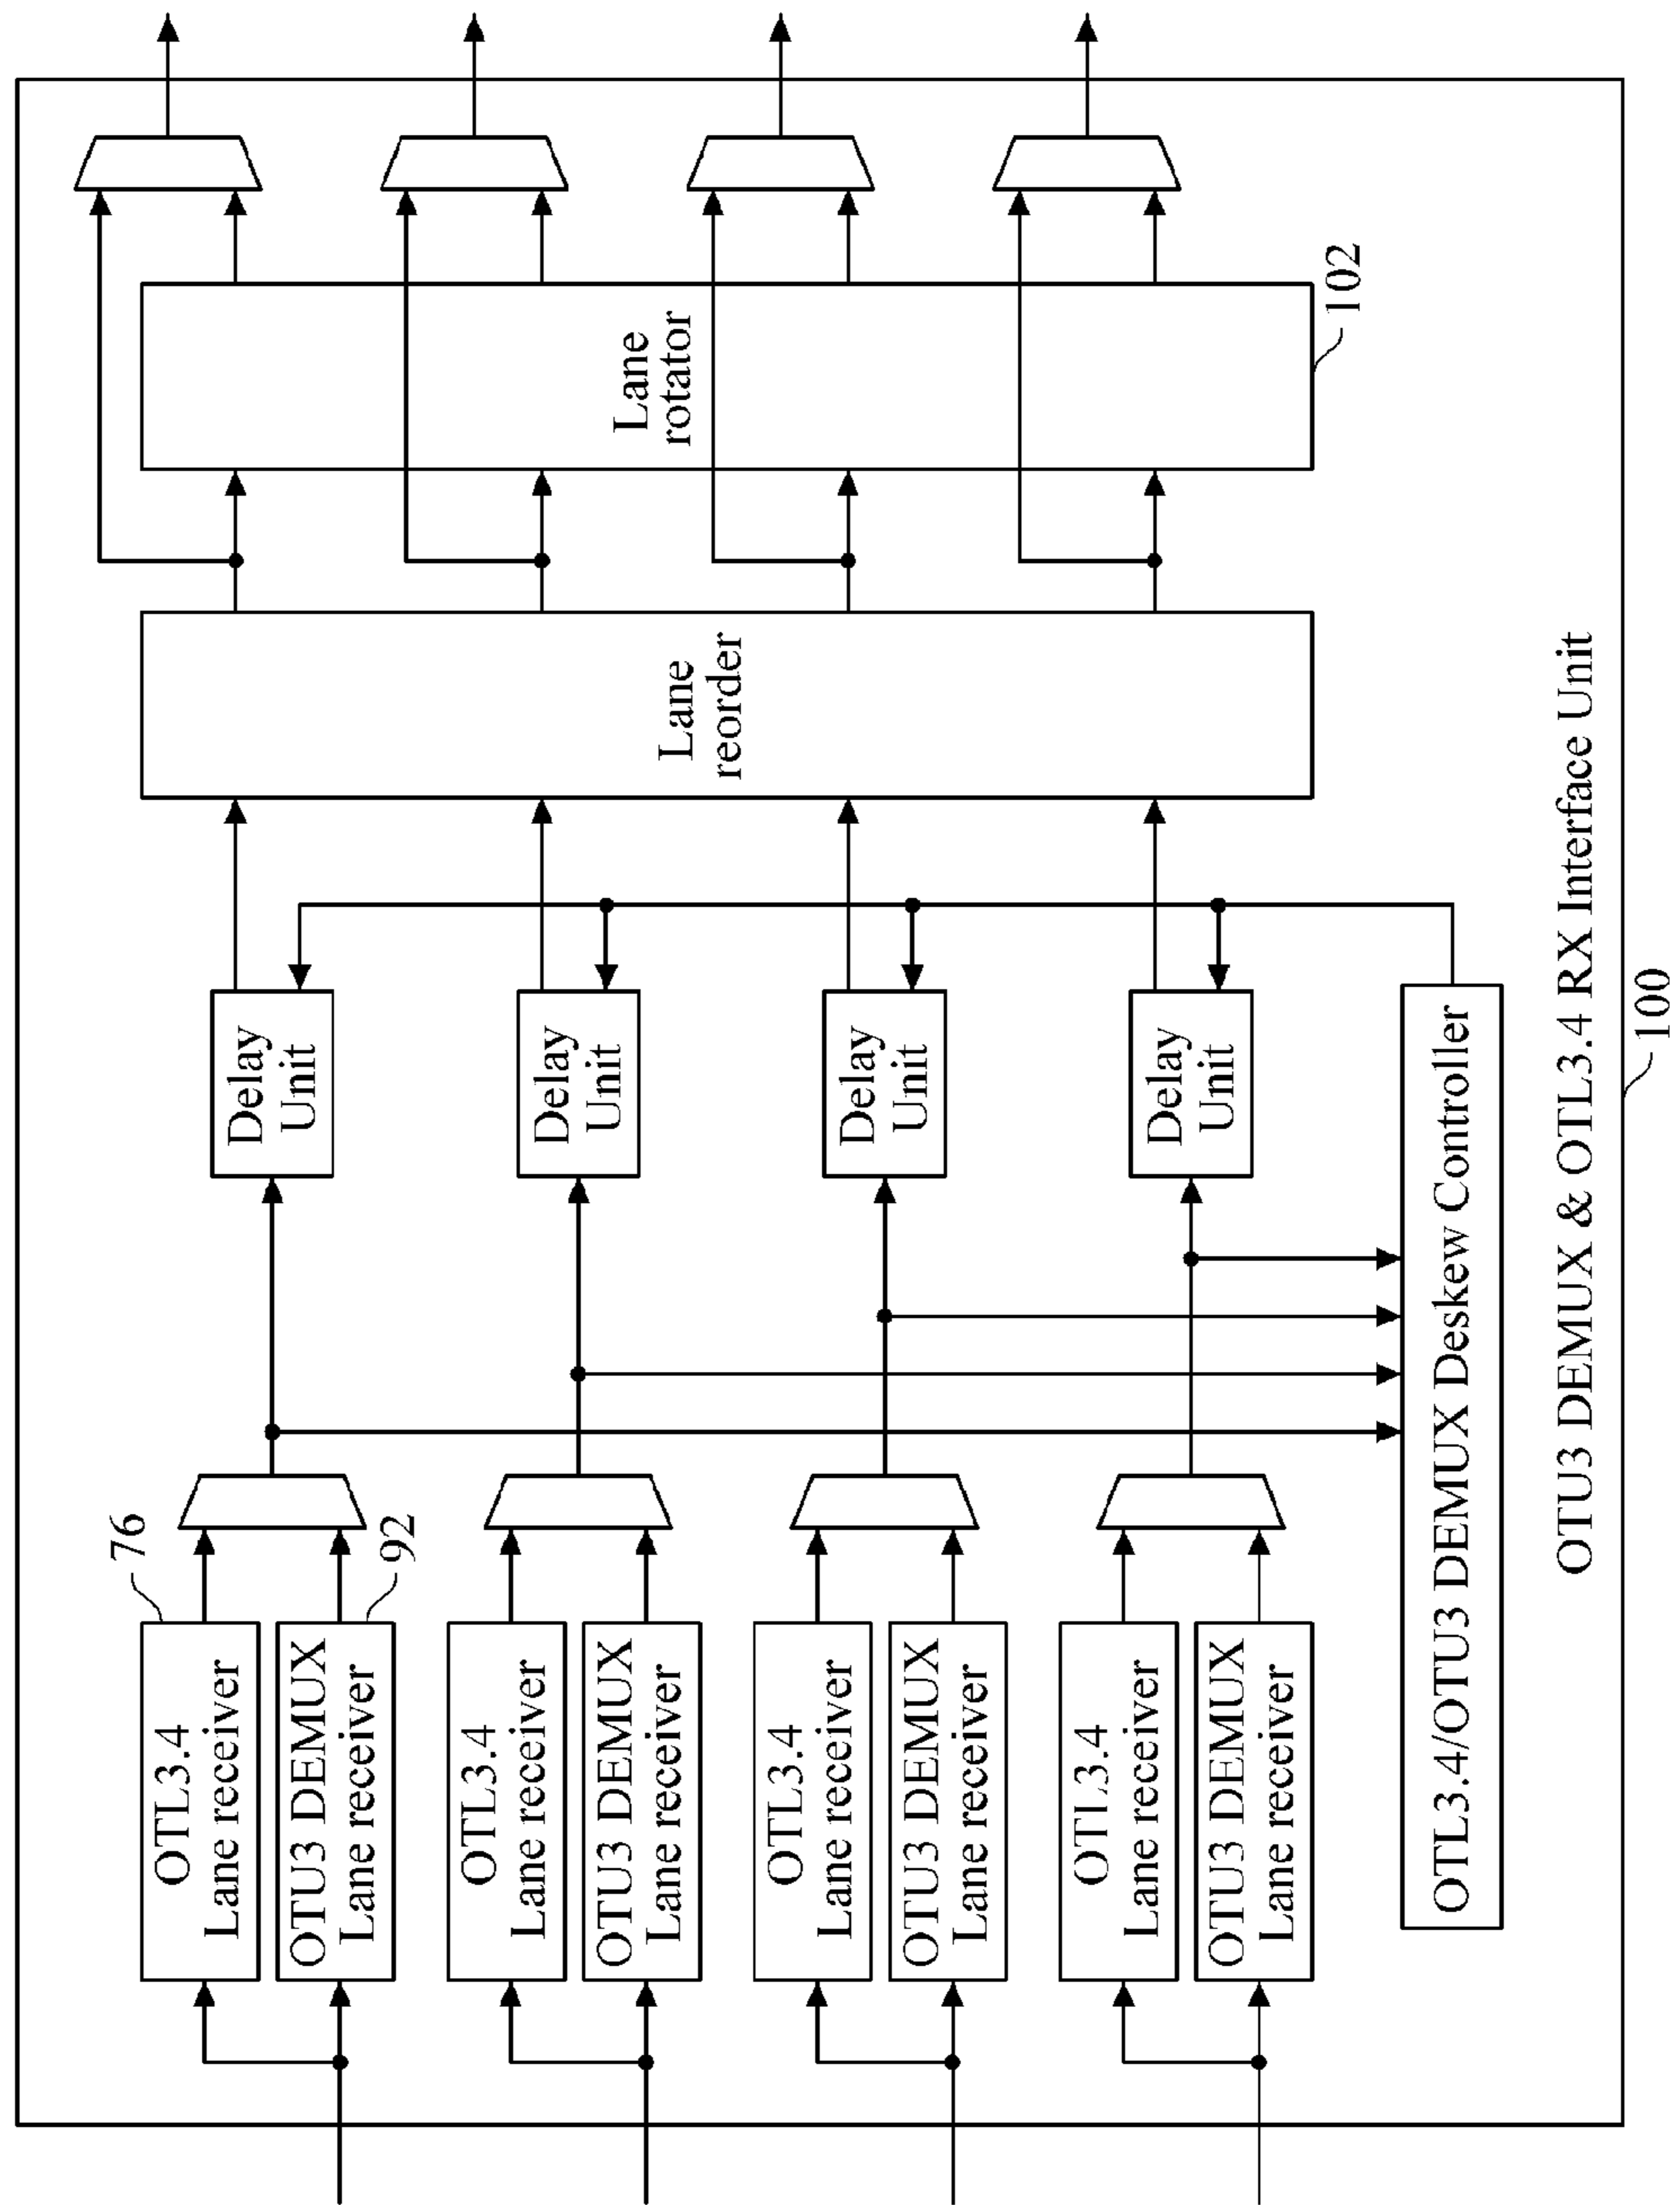 OTL3.4
Lane receiver
76
OTU3 DEMUX
Lane receiver
92
OTL3.4
Lane receiver
OTU3 DEMUX
Lane receiver
OTL3.4
Lane receiver
OTU3 DEMUX
Lane receiver
OTL3.4
Lane receiver
OTU3 DEMUX
Lane receiver
Delay
Unit
Delay
Unit
Delay
Unit
Delay
Unit
Lane
reorder
Lane
rotator
102
OTL3.4/OTU3 DEMUX Deskew Controller
OTU3 DEMUX & OTL3.4 RX Interface Unit
100